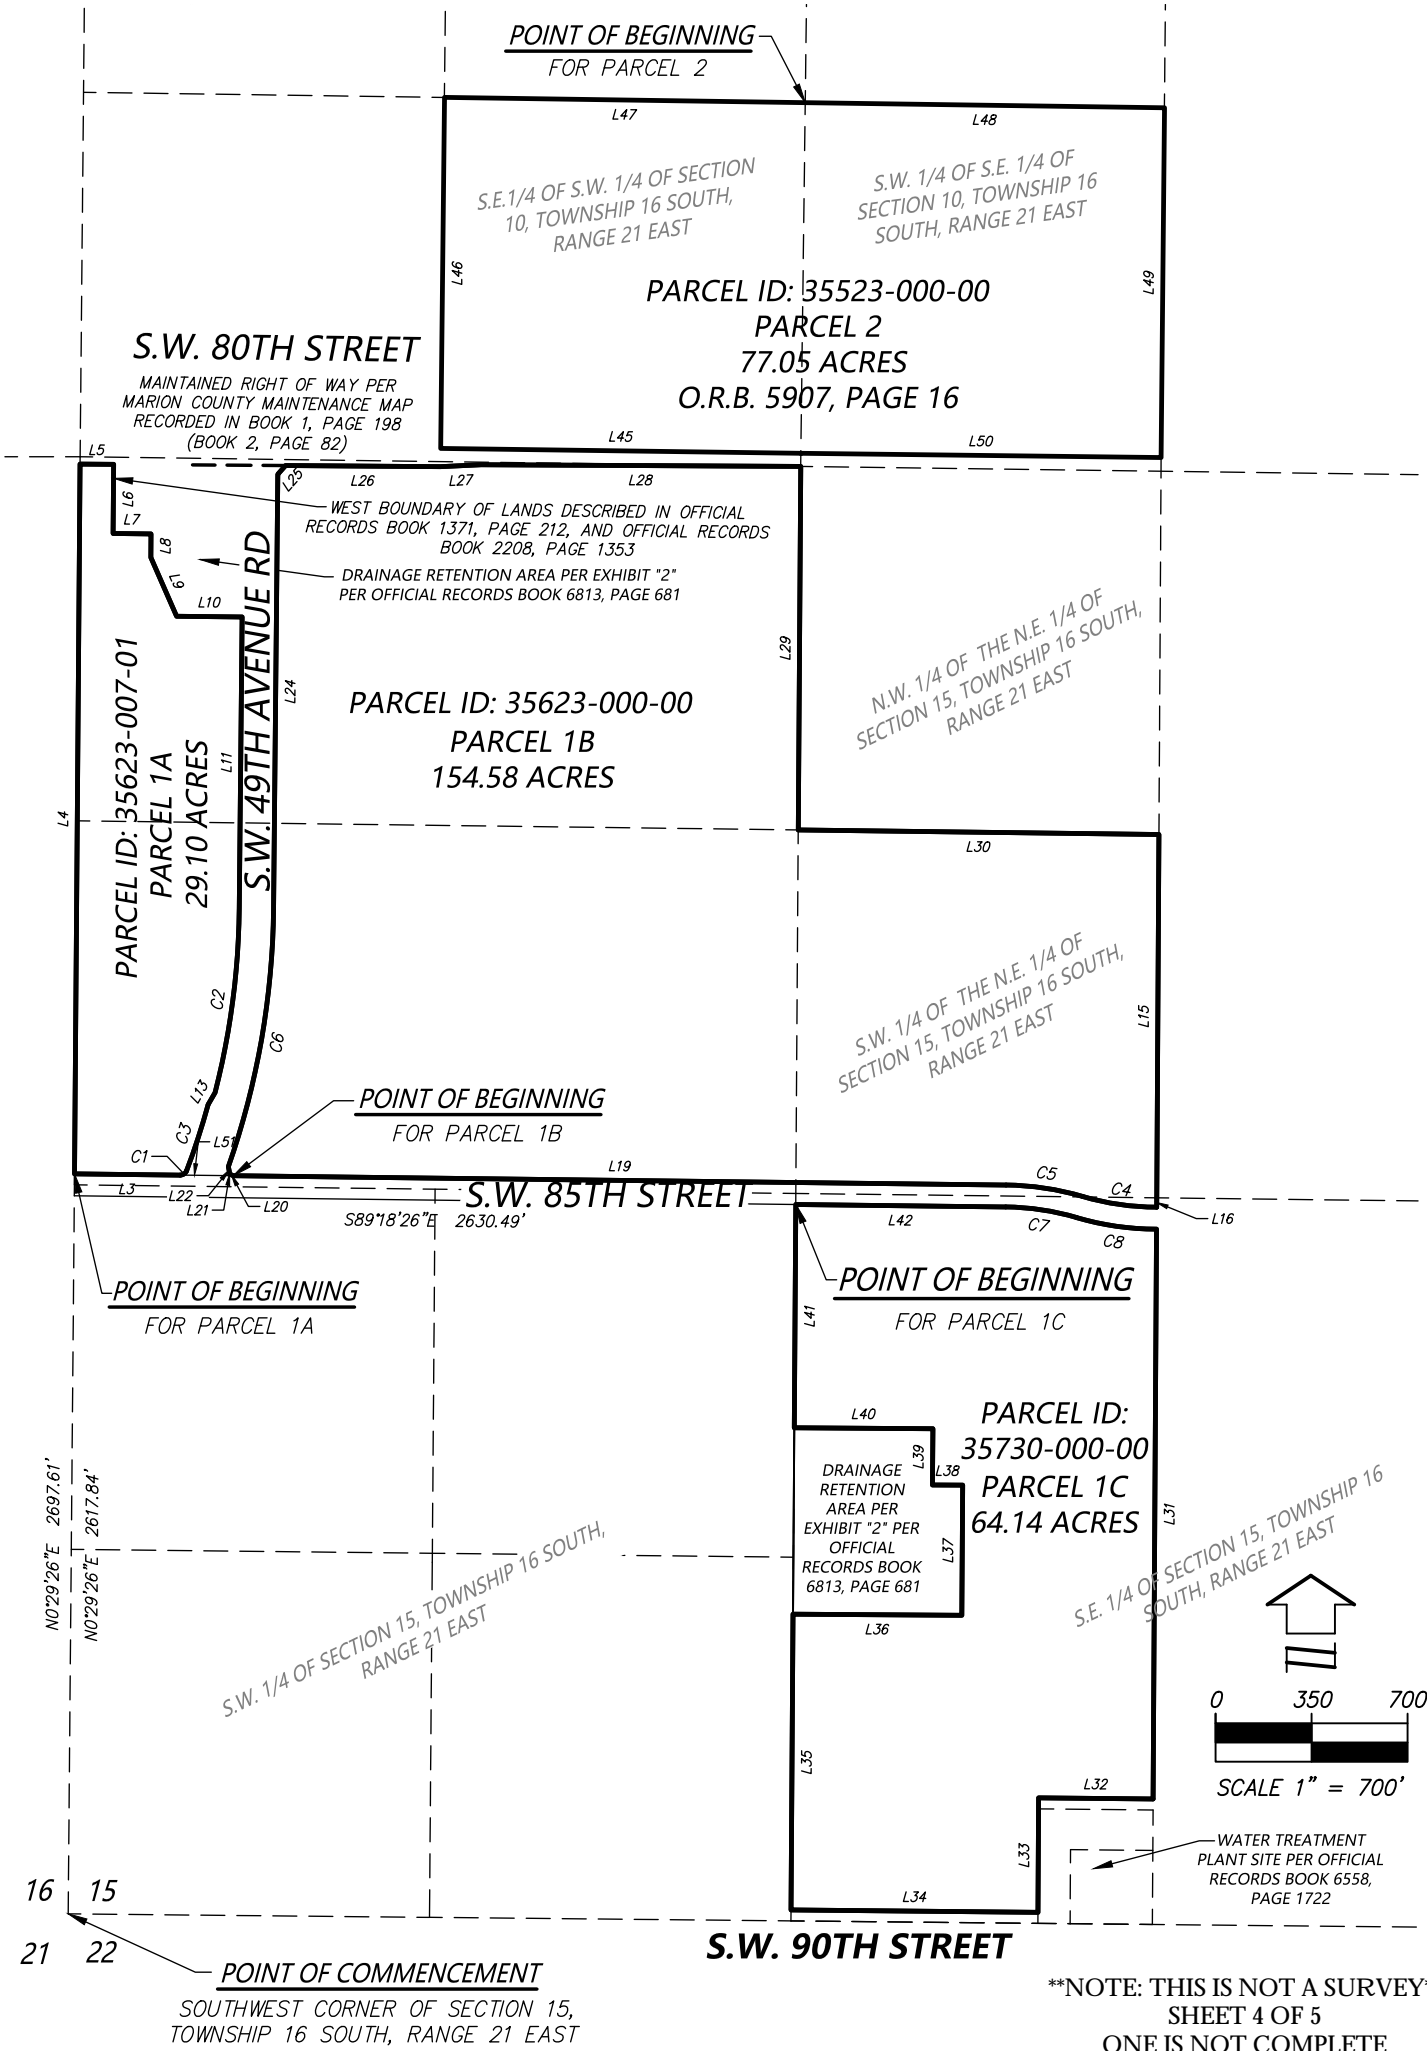 POINT OF BEGINNING
FOR PARCEL 2
L47
L48
S.E.1/4 OF S.W. 1/4 OF SECTION
10, TOWNSHIP 16 SOUTH,
RANGE 21 EAST
S.W. 1/4 OF S.E. 1/4 OF
SECTION 10, TOWNSHIP 16
SOUTH, RANGE 21 EAST
L46
L49
PARCEL ID: 35523-000-00
PARCEL 2
77.05 ACRES
O.R.B. 5907, PAGE 16
S.W. 80TH STREET
MAINTAINED RIGHT OF WAY PER
MARION COUNTY MAINTENANCE MAP
RECORDED IN BOOK 1, PAGE 198
(BOOK 2, PAGE 82)
L45
L50
L5
L25
L26
L27
L28
L6
L7
L8
L9
L10
WEST BOUNDARY OF LANDS DESCRIBED IN OFFICIAL
RECORDS BOOK 1371, PAGE 212, AND OFFICIAL RECORDS
BOOK 2208, PAGE 1353
DRAINAGE RETENTION AREA PER EXHIBIT "2"
PER OFFICIAL RECORDS BOOK 6813, PAGE 681
S.W. 49TH AVENUE RD
L29
N.W. 1/4 OF THE N.E. 1/4 OF
SECTION 15, TOWNSHIP 16 SOUTH,
RANGE 21 EAST
L24
PARCEL ID: 35623-000-00
PARCEL 1B
154.58 ACRES
PARCEL ID: 35623-007-01
PARCEL 1A
29.10 ACRES
L11
L4
L30
S.W. 1/4 OF THE N.E. 1/4 OF
SECTION 15, TOWNSHIP 16 SOUTH,
RANGE 21 EAST
L15
C2
C6
L13
C3
POINT OF BEGINNING
FOR PARCEL 1B
L51
C1
L3
L22
L21
L20
L19
C5
C4
L16
S.W. 85TH STREET
S89°18'26"E 2630.49'
L42
C7
C8
POINT OF BEGINNING
FOR PARCEL 1A
POINT OF BEGINNING
FOR PARCEL 1C
L41
L40
L39
L38
L37
L36
PARCEL ID:
35730-000-00
PARCEL 1C
64.14 ACRES
DRAINAGE
RETENTION
AREA PER
EXHIBIT "2" PER
OFFICIAL
RECORDS BOOK
6813, PAGE 681
L31
N0°29'26"E 2697.61'
N0°29'26"E 2617.84'
S.W. 1/4 OF SECTION 15, TOWNSHIP 16 SOUTH,
RANGE 21 EAST
S.E. 1/4 OF SECTION 15, TOWNSHIP 16
SOUTH, RANGE 21 EAST
0 350 700
SCALE 1" = 700'
L35
L32
L33
L34
WATER TREATMENT
PLANT SITE PER OFFICIAL
RECORDS BOOK 6558,
PAGE 1722
16 15
21 22
S.W. 90TH STREET
POINT OF COMMENCEMENT
SOUTHWEST CORNER OF SECTION 15,
TOWNSHIP 16 SOUTH, RANGE 21 EAST
**NOTE: THIS IS NOT A SURVEY*
SHEET 4 OF 5
ONE IS NOT COMPLETE